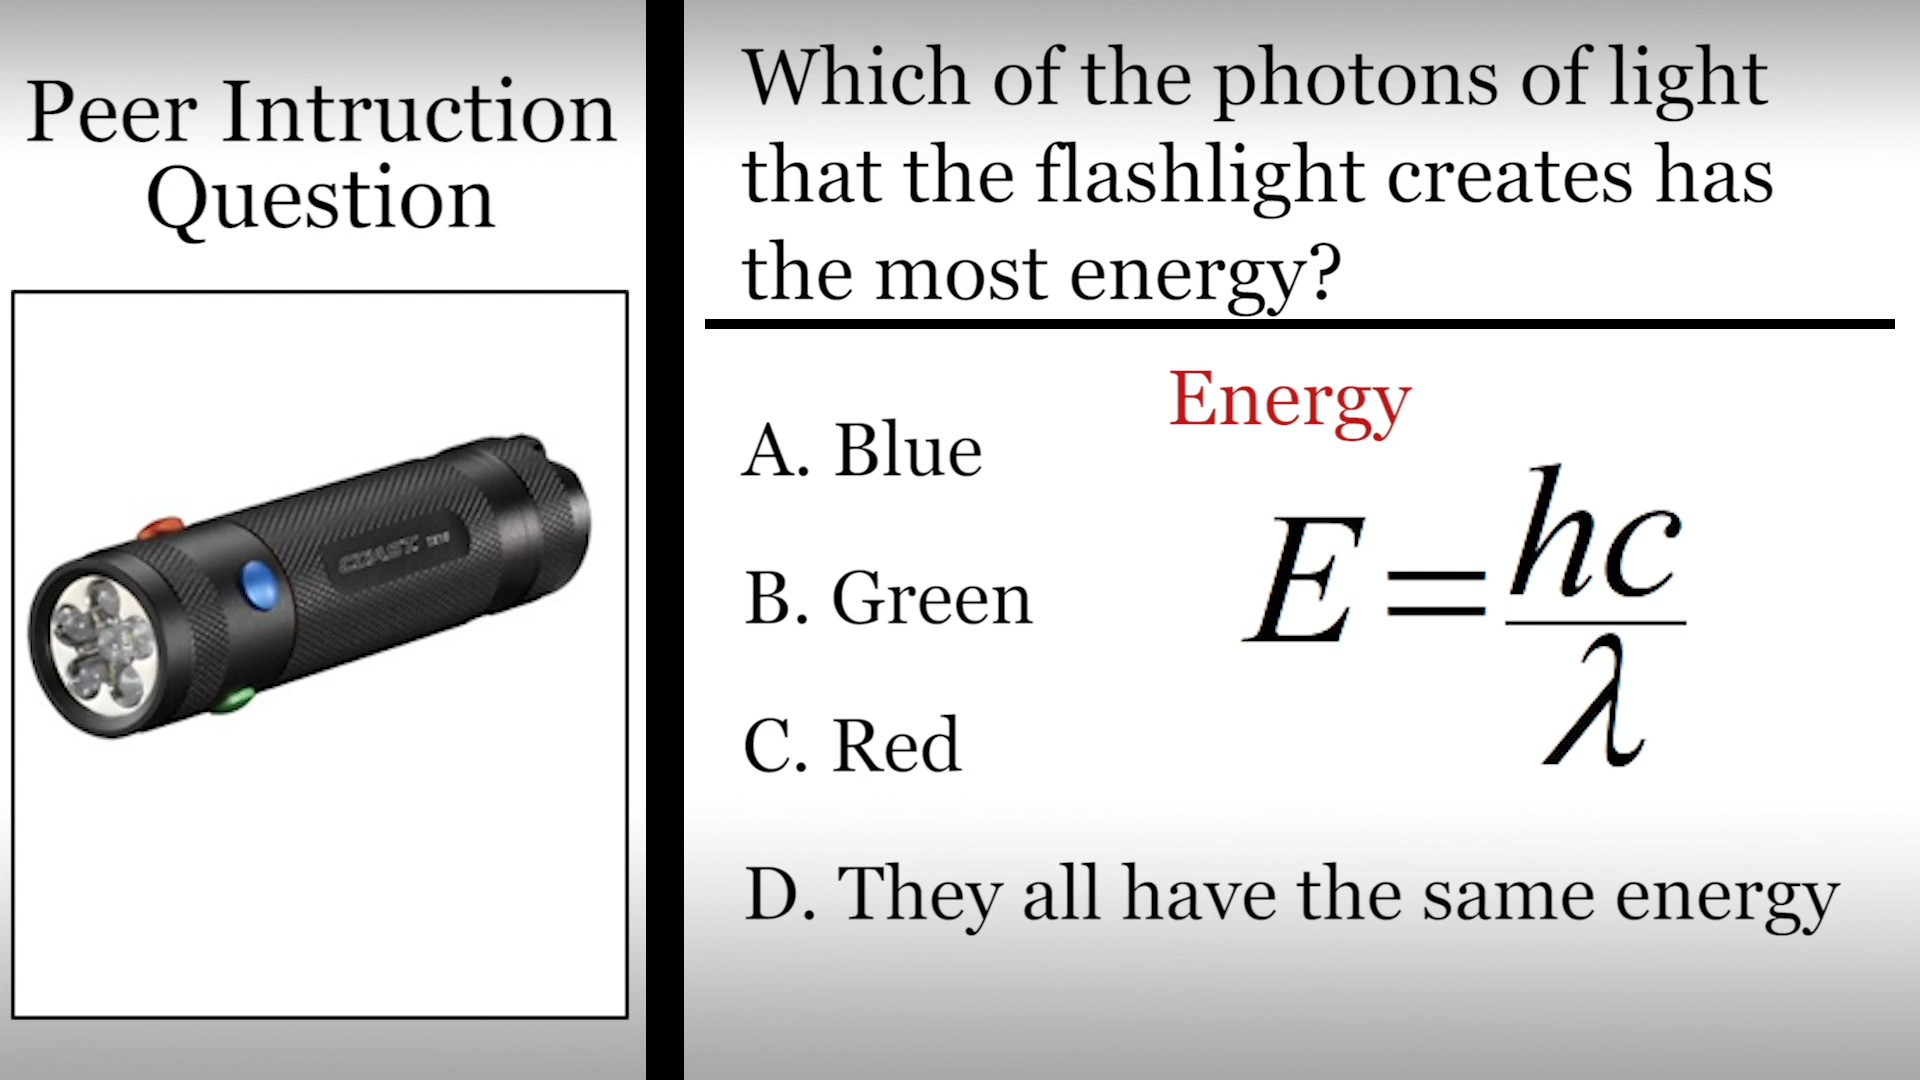 Peer Intruction
Question
COAST
Which of the photons of light
that the flashlight creates has
the most energy?
Energy
A. Blue
B. Green
C. Red
D. They all have the same energy
E = hc/λ